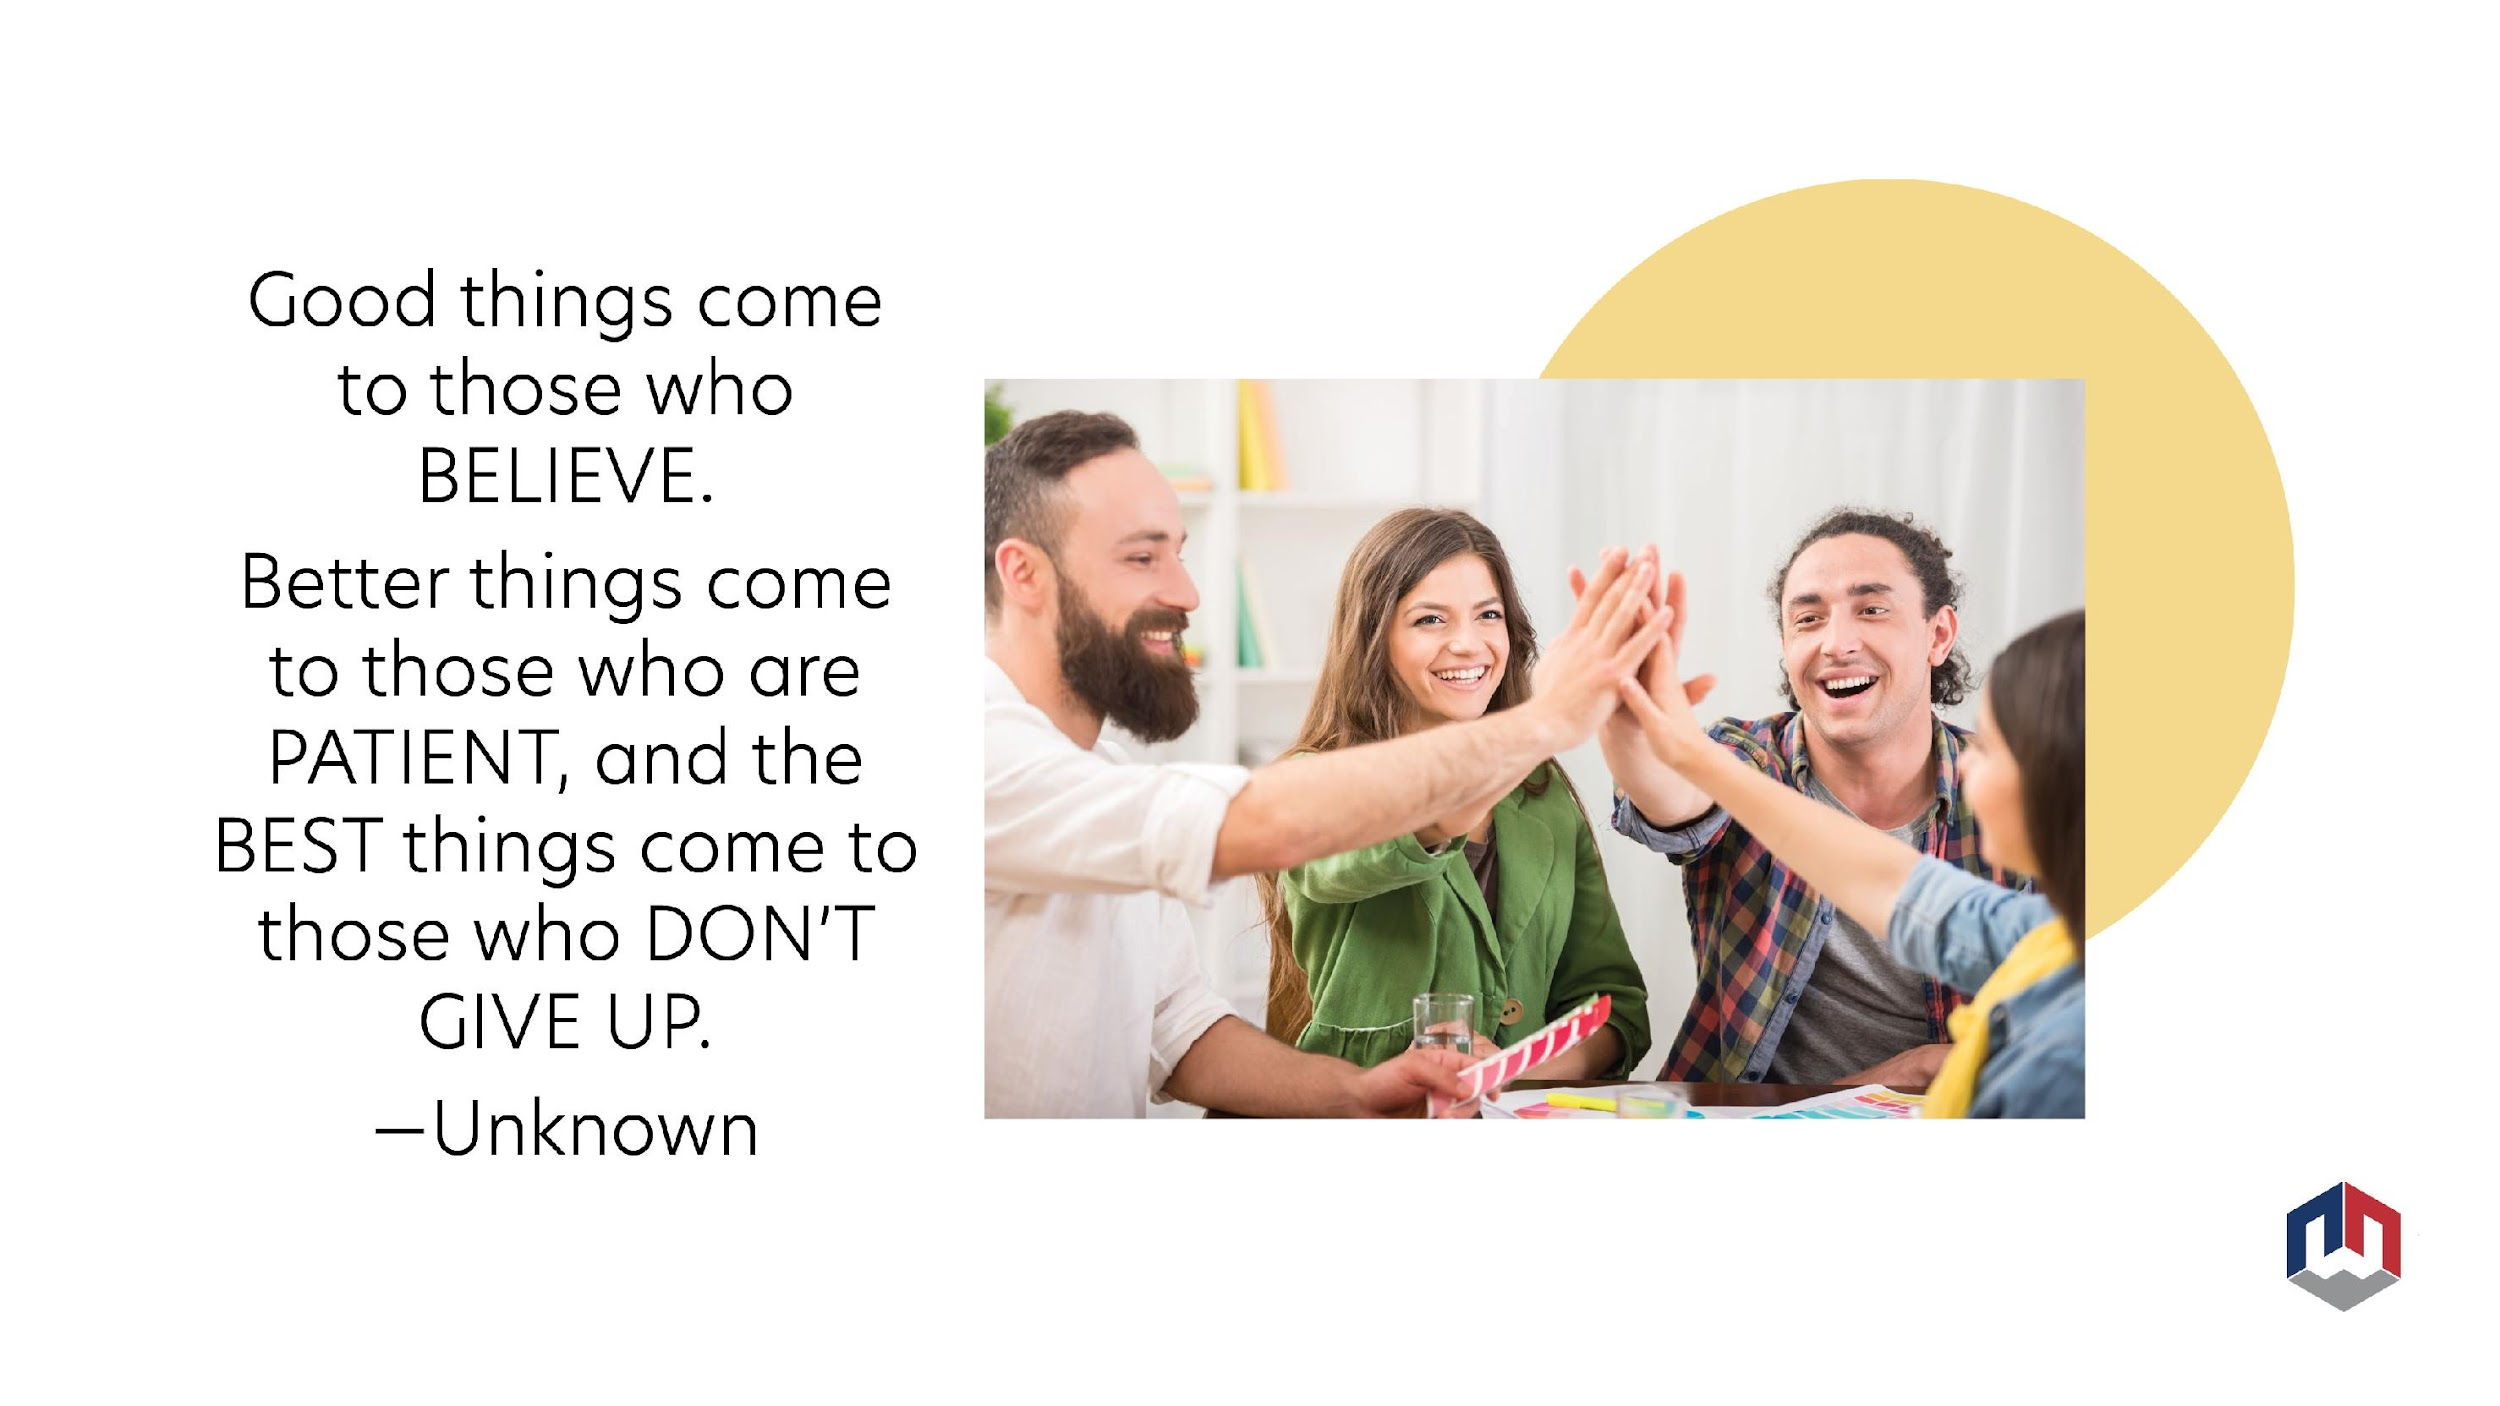 Good things come
to those who
BELIEVE.
Better things come
to those who are
PATIENT, and the
BEST things come to
those who DON'T
GIVE UP.
—Unknown